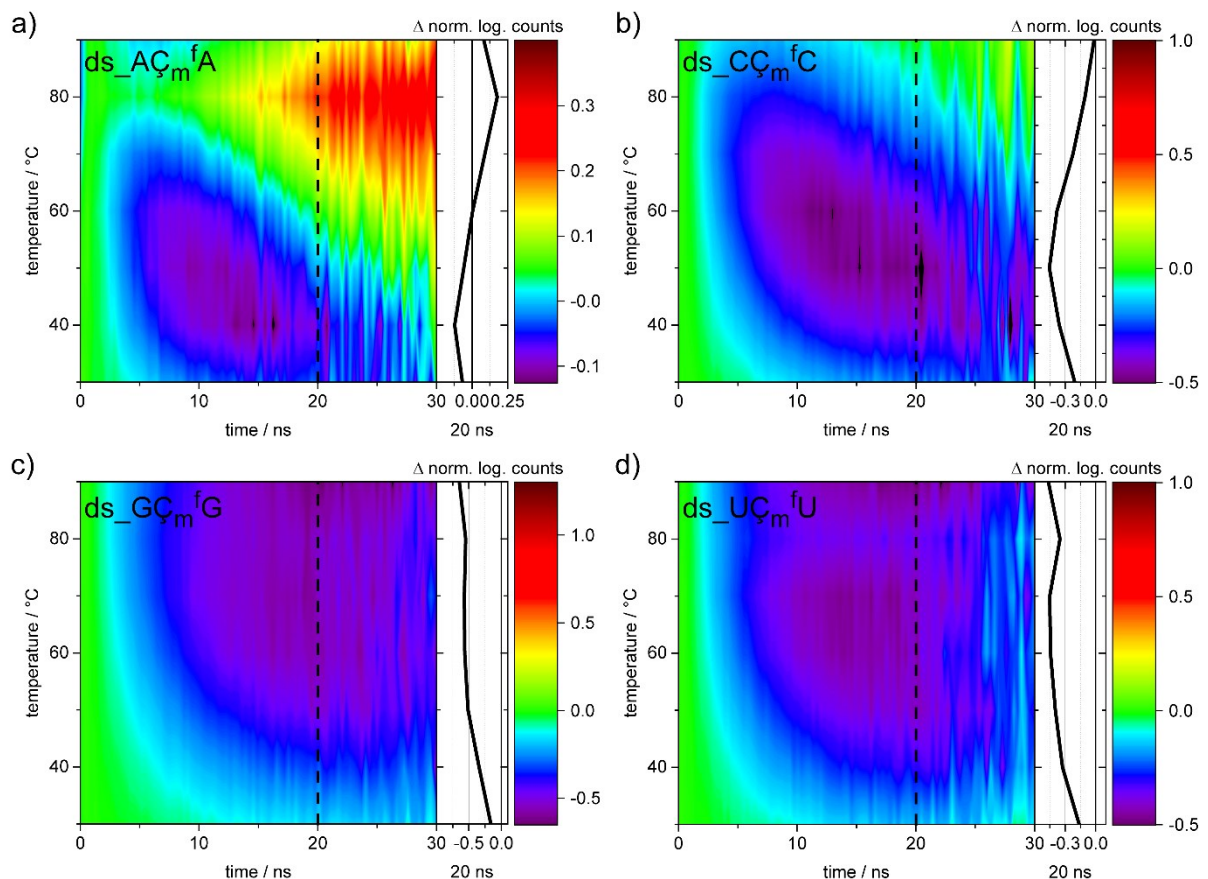 a)
Δ norm. log. counts
ds_AÇmfA
temperature / °C
80
60
40
0
10
20
30
0.00
0.25
time / ns
20 ns
0.3
0.2
0.1
-0.0
-0.1
b)
Δ norm. log. counts
ds_CÇmfC
temperature / °C
80
60
40
0
10
20
30
-0.3
0.0
time / ns
20 ns
1.0
0.5
0.0
-0.5
c)
Δ norm. log. counts
ds_GÇmfG
temperature / °C
80
60
40
0
10
20
30
-0.5
0.0
time / ns
20 ns
1.0
0.5
0.0
-0.5
d)
Δ norm. log. counts
ds_UÇmfU
temperature / °C
80
60
40
0
10
20
30
-0.3
0.0
time / ns
20 ns
1.0
0.5
0.0
-0.5